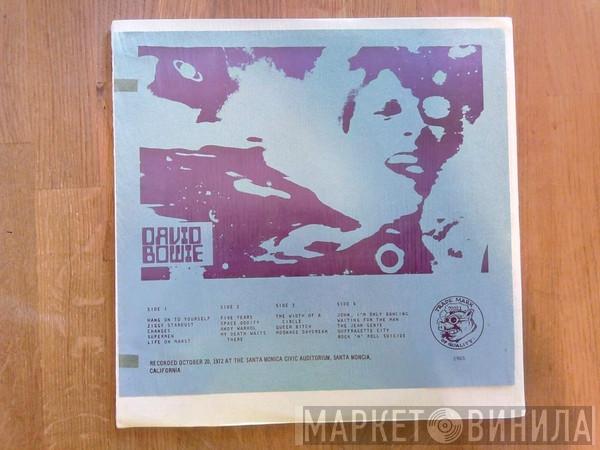 DAVID
BOWIE
SIDE 1
HANG ON TO YOURSELF
ZIGGY STARDUST
CHANGES
SUPERMEN
LIFE ON MARS?
SIDE 2
FIVE YEARS
SPACE ODDITY
ANDY WARHOL
MY DEATH WAITS
THERE
SIDE 3
THE WIDTH OF A
CIRCLE
QUEEN BITCH
MOONAGE DAYDREAM
SIDE 4
JOHN, I'M ONLY DANCING
WAITING FOR THE MAN
THE JEAN GENIE
SUFFRAGETTE CITY
ROCK 'N' ROLL SUICIDE
TRADE MARK
OF QUALITY
RECORDED OCTOBER 20, 1972 AT THE SANTA MONICA CIVIC AUDITORIUM, SANTA MONCIA,
CALIFORNIA
МАРКЕТ ВИНИЛА